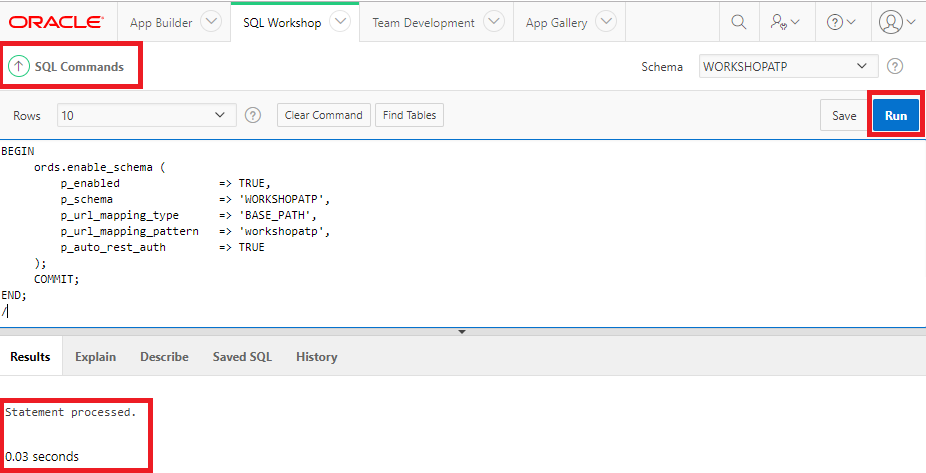 ORACLE App Builder SQL Workshop Team Development App Gallery
SQL Commands Schema WORKSHOPATP
Rows 10 Clear Command Find Tables Save Run
BEGIN
ords.enable_schema (
p_enabled => TRUE,
p_schema => 'WORKSHOPATP',
p_url_mapping_type => 'BASE_PATH',
p_url_mapping_pattern => 'workshopatp',
p_auto_rest_auth => TRUE
);
COMMIT;
END;
/
Results Explain Describe Saved SQL History
Statement processed.
0.03 seconds